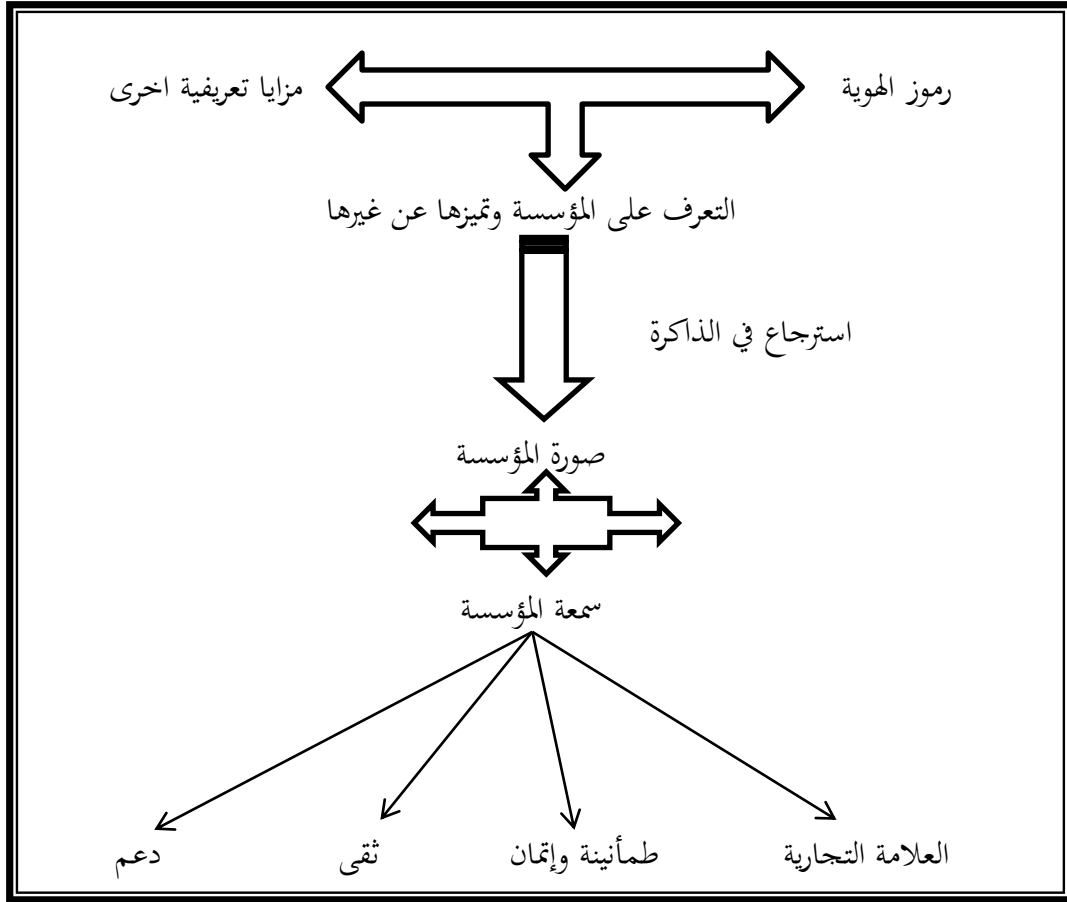 رموز الهوية
مزايا تعريفية اخرى
التعرف على المؤسسة وتميزها عن غيرها
استرجاع في الذاكرة
صورة المؤسسة
سمعة المؤسسة
العلامة التجارية
طمأنينة وإتمان
ثقى
دعم